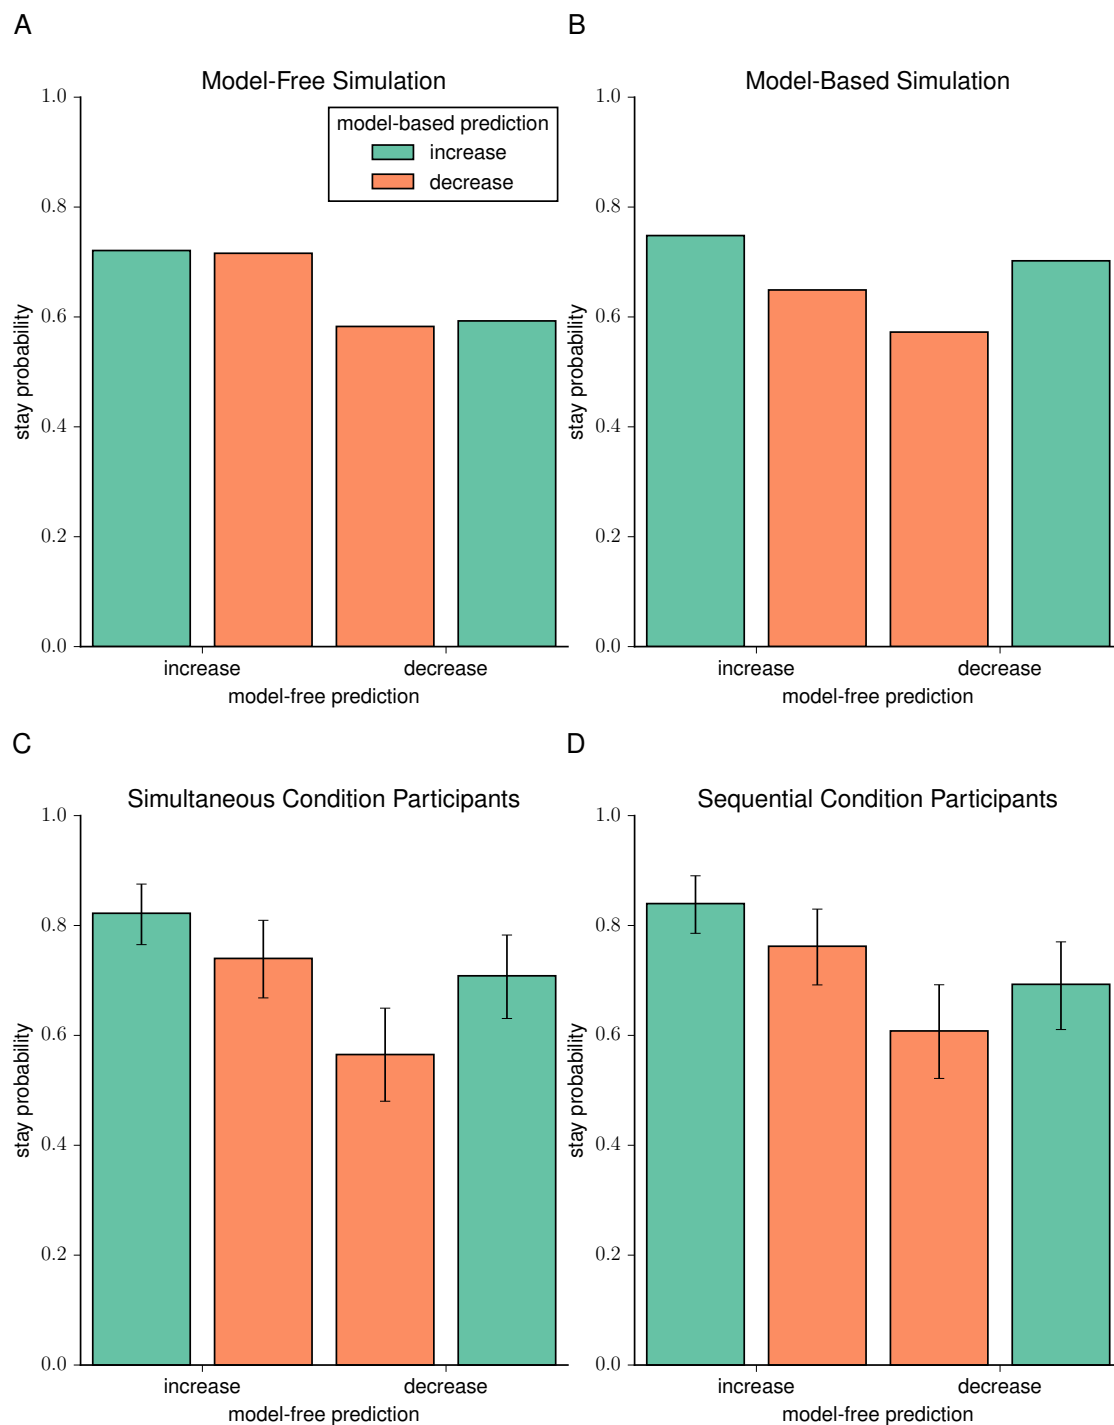 A
Model-Free Simulation
model-based prediction
increase
decrease
stay probability
1.0
0.8
0.6
0.4
0.2
0.0
increase
decrease
model-free prediction
B
Model-Based Simulation
stay probability
1.0
0.8
0.6
0.4
0.2
0.0
increase
decrease
model-free prediction
C
Simultaneous Condition Participants
stay probability
1.0
0.8
0.6
0.4
0.2
0.0
increase
decrease
model-free prediction
D
Sequential Condition Participants
stay probability
1.0
0.8
0.6
0.4
0.2
0.0
increase
decrease
model-free prediction